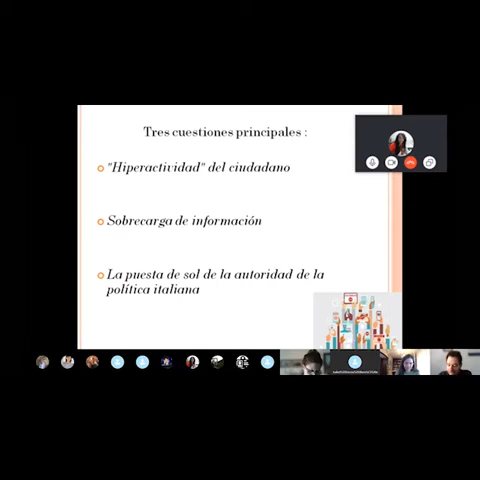 Tres cuestiones principales :
"Hiperactividad" del ciudadano
Sobrecarga de información
La puesta de sol de la autoridad de la
política italiana